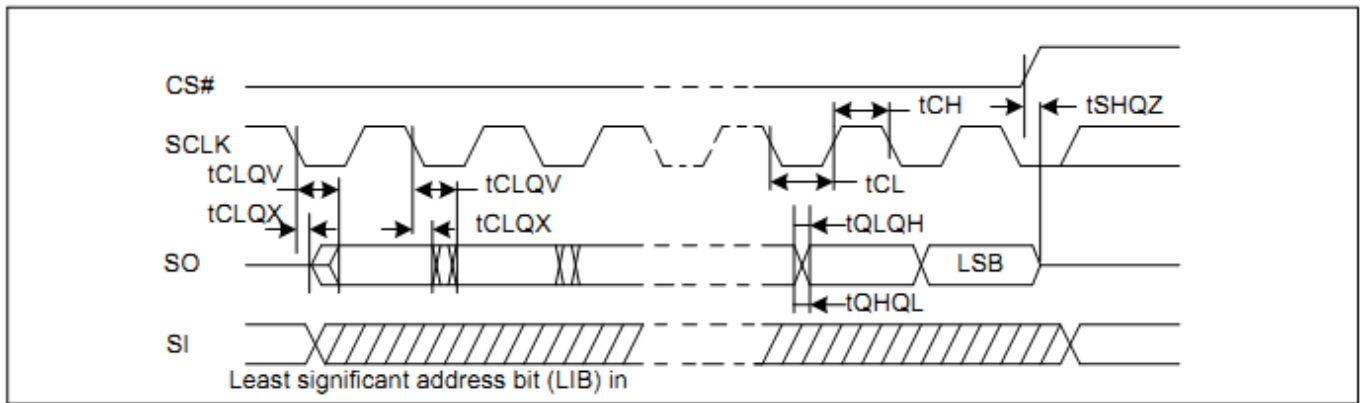 CS#
tCH
tSHQZ
SCLK
tCLQV
tCLQV
tCL
tCLQX
tCLQX
tQLQH
SO
LSB
tQHQL
SI
Least significant address bit (LIB) in